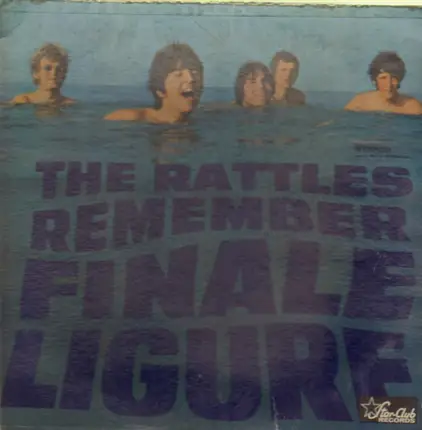 THE RATTLES
REMEMBER
FINALE
LIGURE
Star-Club
RECORDS